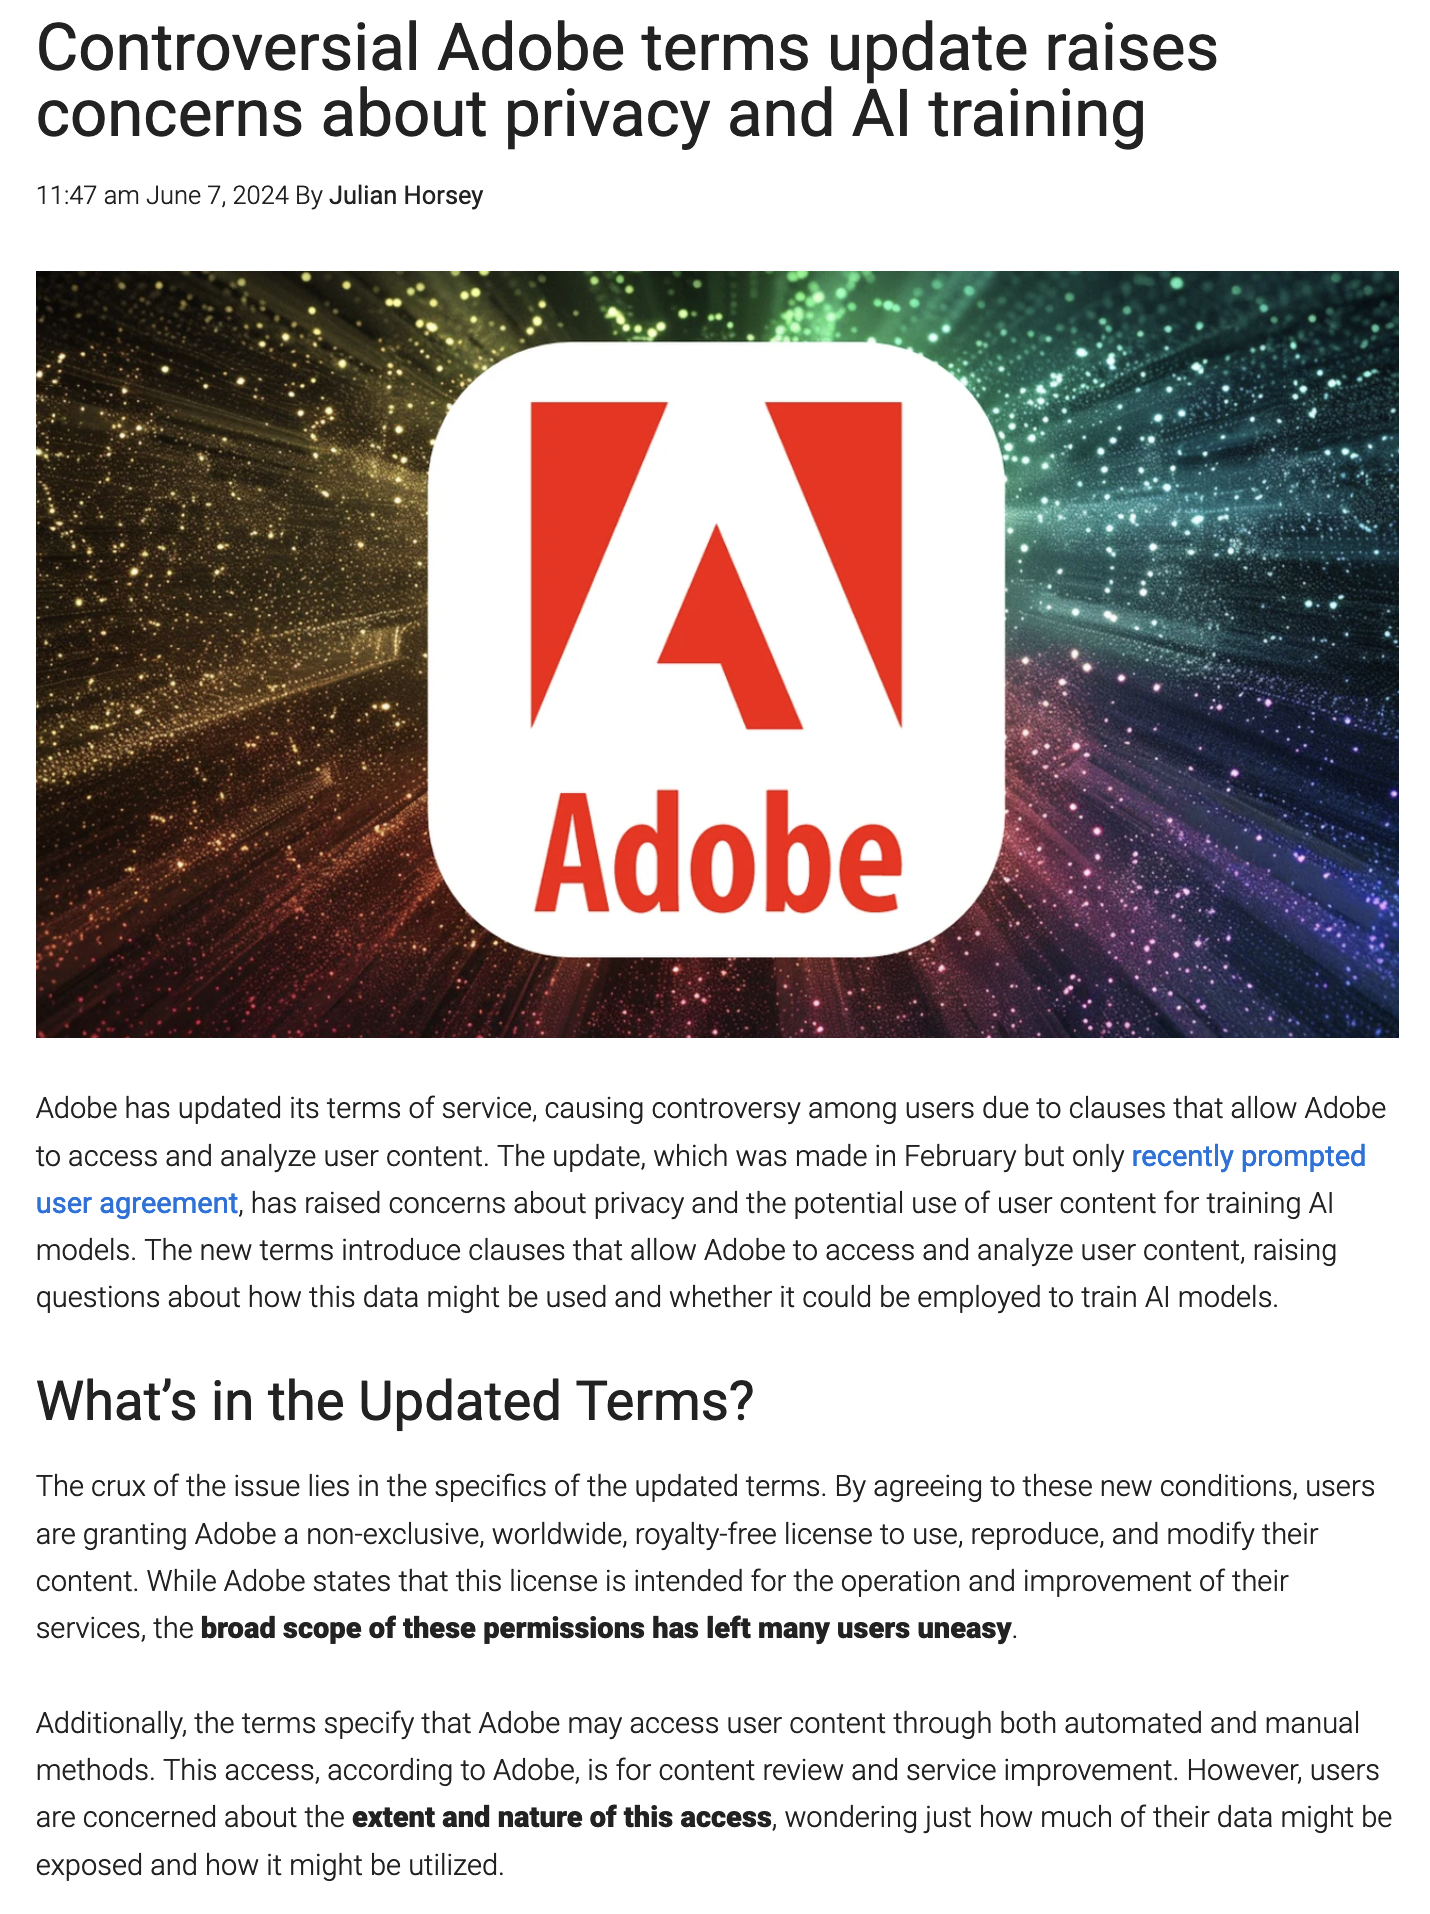 Controversial Adobe terms update raises
concerns about privacy and AI training
11:47 am June 7, 2024 By Julian Horsey
Adobe
Adobe has updated its terms of service, causing controversy among users due to clauses that allow Adobe
to access and analyze user content. The update, which was made in February but only recently prompted
user agreement, has raised concerns about privacy and the potential use of user content for training AI
models. The new terms introduce clauses that allow Adobe to access and analyze user content, raising
questions about how this data might be used and whether it could be employed to train AI models.
What’s in the Updated Terms?
The crux of the issue lies in the specifics of the updated terms. By agreeing to these new conditions, users
are granting Adobe a non-exclusive, worldwide, royalty-free license to use, reproduce, and modify their
content. While Adobe states that this license is intended for the operation and improvement of their
services, the broad scope of these permissions has left many users uneasy.
Additionally, the terms specify that Adobe may access user content through both automated and manual
methods. This access, according to Adobe, is for content review and service improvement. However, users
are concerned about the extent and nature of this access, wondering just how much of their data might be
exposed and how it might be utilized.